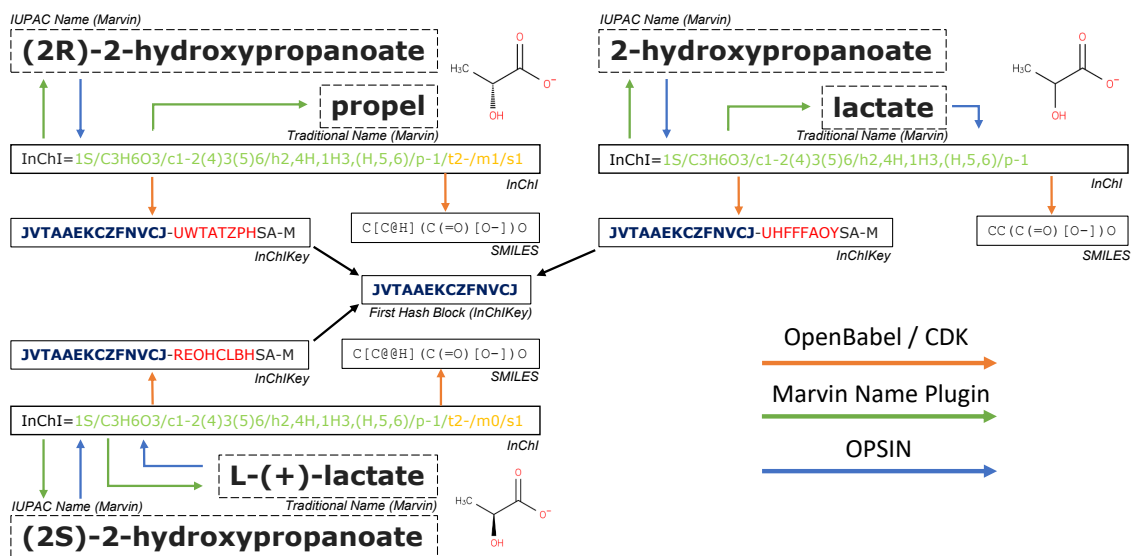 IUPAC Name (Marvin)
(2R)-2-hydroxypropanoate
propel
Traditional Name (Marvin)
H₃C
O
O⁻
OH
InChI=1S/C3H6O3/c1-2(4)3(5)6/h2,4H,1H3,(H,5,6)/p-1/t2-/m1/s1
InChI
JVTAAEKCZFNVCJ-UWTATZPHSA-M
InChIKey
C[C@H](C(=O)[O-])O
SMILES
IUPAC Name (Marvin)
2-hydroxypropanoate
lactate
Traditional Name (Marvin)
H₃C
O
O⁻
OH
InChI=1S/C3H6O3/c1-2(4)3(5)6/h2,4H,1H3,(H,5,6)/p-1
InChI
JVTAAEKCZFNVCJ-UHFFFAOYSA-M
InChIKey
CC(C(=O)[O-])O
SMILES
JVTAAEKCZFNVCJ
First Hash Block (InChIKey)
JVTAAEKCZFNVCJ-REOHCLBHSA-M
InChIKey
C[C@@H](C(=O)[O-])O
SMILES
InChI=1S/C3H6O3/c1-2(4)3(5)6/h2,4H,1H3,(H,5,6)/p-1/t2-/m0/s1
InChI
L-(+)-lactate
Traditional Name (Marvin)
IUPAC Name (Marvin)
(2S)-2-hydroxypropanoate
H₃C
O
O⁻
OH
OpenBabel / CDK
Marvin Name Plugin
OPSIN